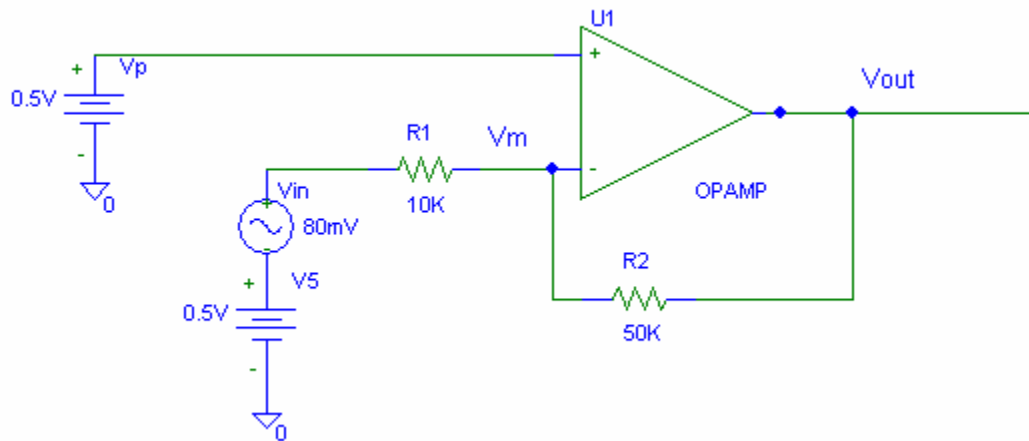 U1
+
Vp
+
0.5V
-
0
Vout
R1
Vm
-
OPAMP
10K
Vin
+
80mV
-
R2
50K
+
V5
0.5V
-
0